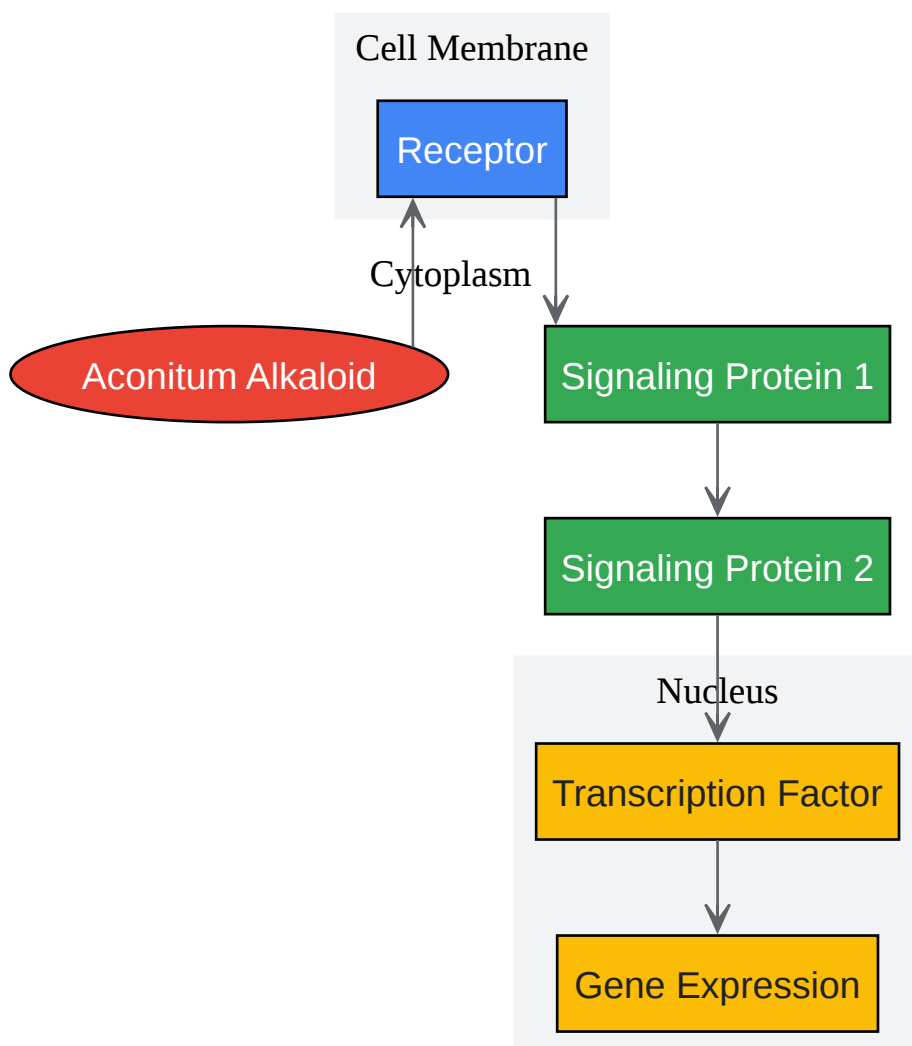 Cell Membrane
Receptor
Cytoplasm
Aconitum Alkaloid
Signaling Protein 1
Signaling Protein 2
Nucleus
Transcription Factor
Gene Expression